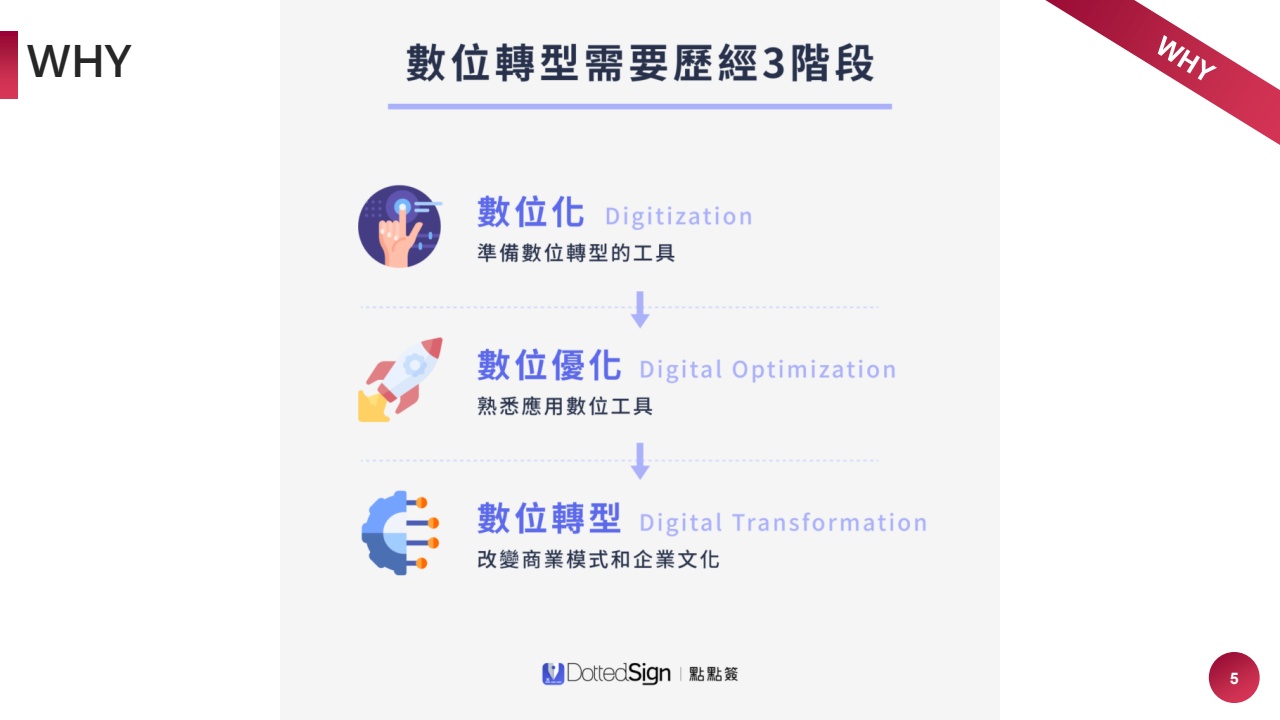 WHY
WHY
數位轉型需要歷經3階段
數位化 Digitization
準備數位轉型的工具
數位優化 Digital Optimization
熟悉應用數位工具
數位轉型 Digital Transformation
改變商業模式和企業文化
DottedSign | 點點簽
5